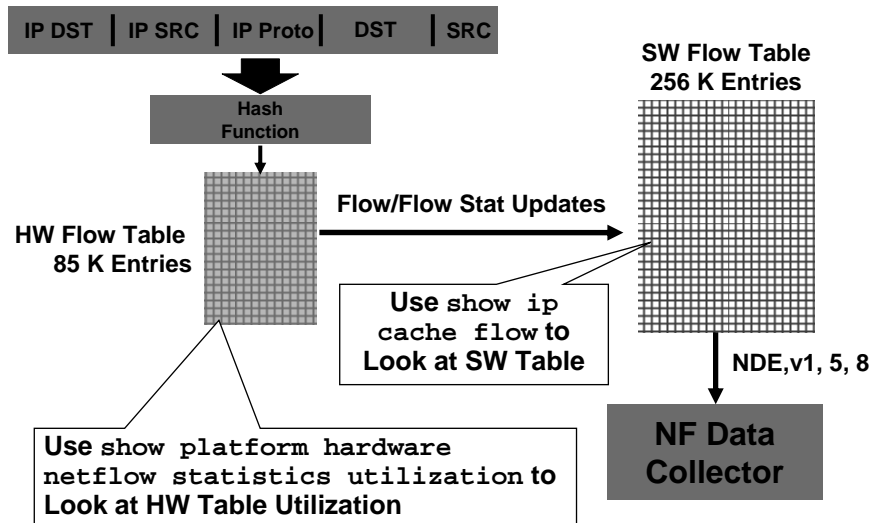 IP DST | IP SRC | IP Proto | DST | SRC
Hash
Function
SW Flow Table
256 K Entries
HW Flow Table
85 K Entries
Flow/Flow Stat Updates
Use show ip
cache flow to
Look at SW Table
NDE,v1, 5, 8
Use show platform hardware
netflow statistics utilization to
Look at HW Table Utilization
NF Data
Collector